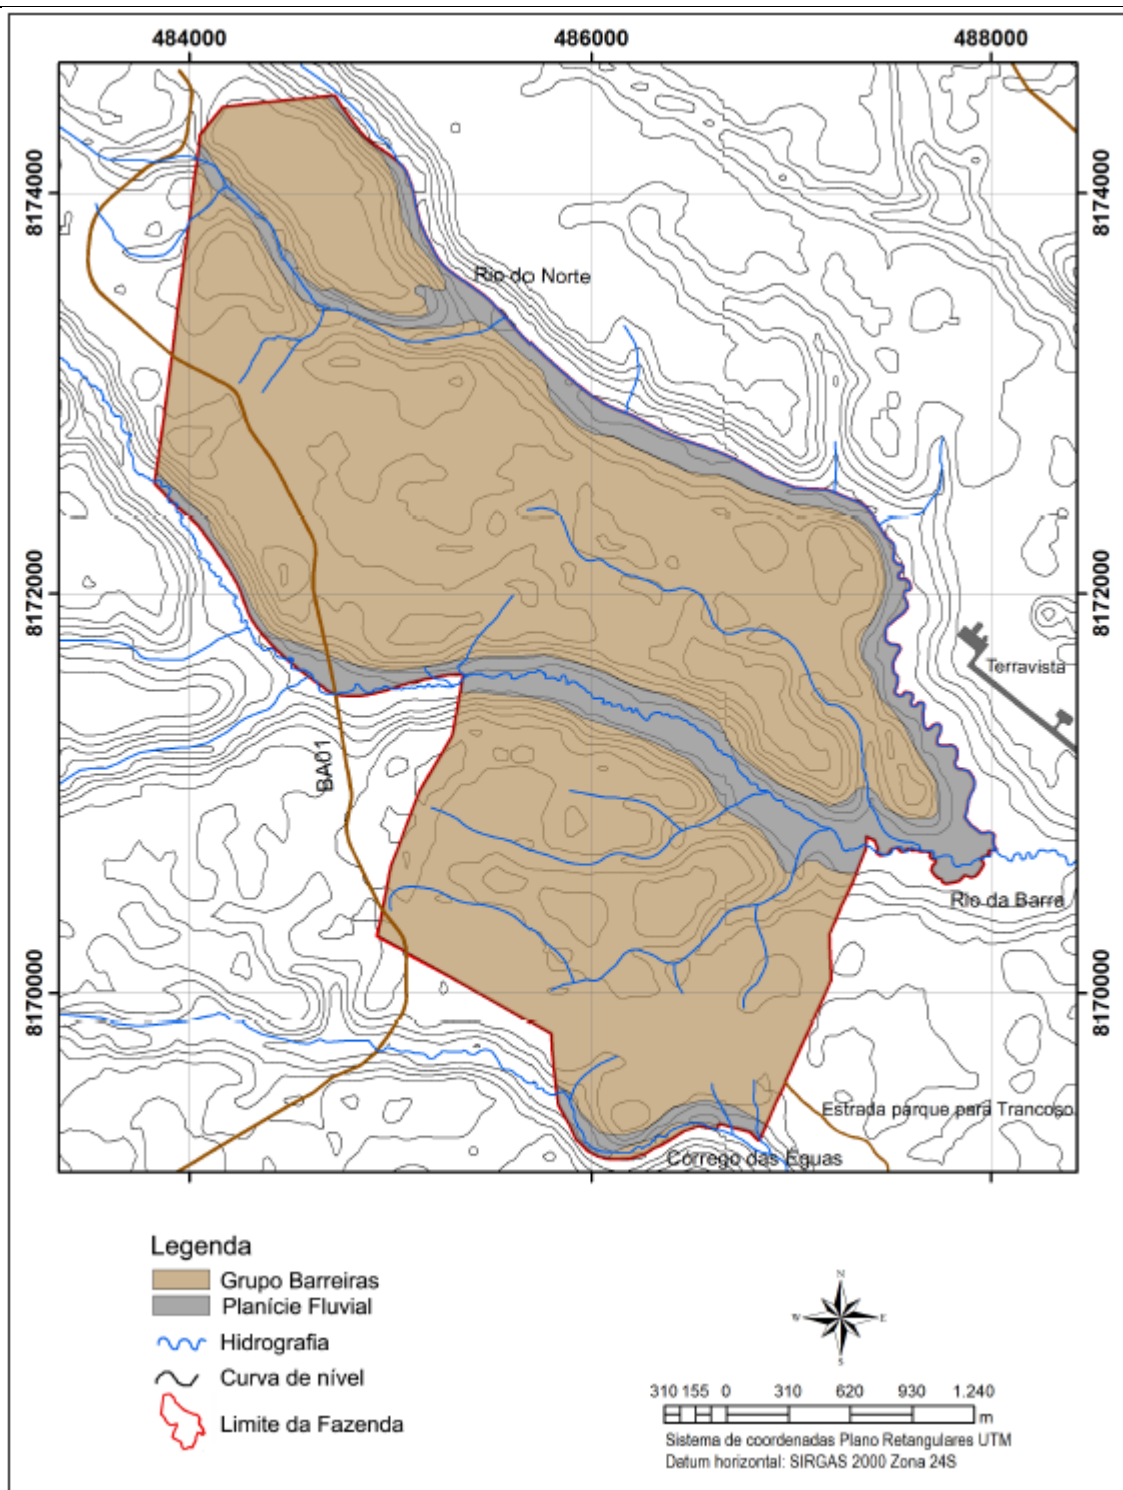 484000 486000 488000
8174000 8174000
Rio do Norte
8172000 8172000
Terravista
BA01
Rio da Barra
8170000 8170000
Estrada parque para Trancoso
Córrego das Éguas
Legenda
Grupo Barreiras
Planície Fluvial
Hidrografia
Curva de nível
Limite da Fazenda
N
W E
S
310 155 0 310 620 930 1.240
m
Sistema de coordenadas Plano Retangulares UTM
Datum horizontal: SIRGAS 2000 Zona 24S